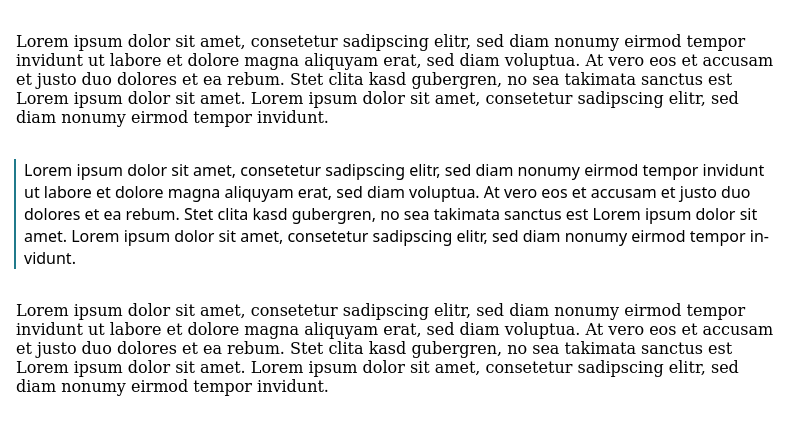 Lorem ipsum dolor sit amet, consetetur sadipscing elitr, sed diam nonumy eirmod tempor
invidunt ut labore et dolore magna aliquyam erat, sed diam voluptua. At vero eos et accusam
et justo duo dolores et ea rebum. Stet clita kasd gubergren, no sea takimata sanctus est
Lorem ipsum dolor sit amet. Lorem ipsum dolor sit amet, consetetur sadipscing elitr, sed
diam nonumy eirmod tempor invidunt.
Lorem ipsum dolor sit amet, consetetur sadipscing elitr, sed diam nonumy eirmod tempor invidunt
ut labore et dolore magna aliquyam erat, sed diam voluptua. At vero eos et accusam et justo duo
dolores et ea rebum. Stet clita kasd gubergren, no sea takimata sanctus est Lorem ipsum dolor sit
amet. Lorem ipsum dolor sit amet, consetetur sadipscing elitr, sed diam nonumy eirmod tempor in-
vidunt.
Lorem ipsum dolor sit amet, consetetur sadipscing elitr, sed diam nonumy eirmod tempor
invidunt ut labore et dolore magna aliquyam erat, sed diam voluptua. At vero eos et accusam
et justo duo dolores et ea rebum. Stet clita kasd gubergren, no sea takimata sanctus est
Lorem ipsum dolor sit amet. Lorem ipsum dolor sit amet, consetetur sadipscing elitr, sed
diam nonumy eirmod tempor invidunt.